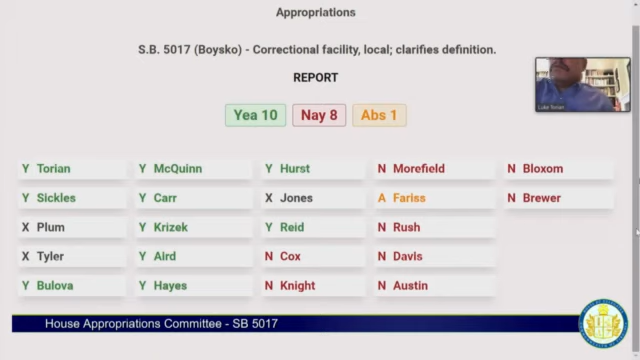 Appropriations
S.B. 5017 (Boysko) - Correctional facility, local; clarifies definition.
REPORT
Yea 10 Nay 8 Abs 1
Luke Torian
Y Torian Y McQuinn Y Hurst N Morefield N Bloxom
Y Sickles Y Carr X Jones A Fariss N Brewer
X Plum Y Krizek Y Reid N Rush
X Tyler Y Aird N Cox N Davis
Y Bulova Y Hayes N Knight N Austin
House Appropriations Committee - SB 5017